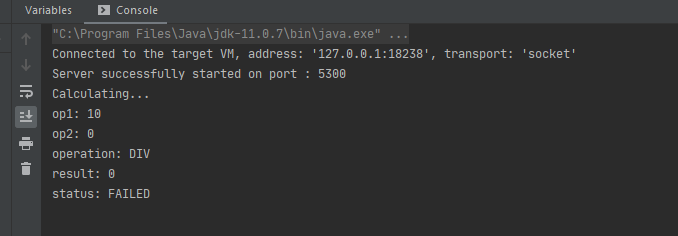 Variables Console
"C:\Program Files\Java\jdk-11.0.7\bin\java.exe" ...
Connected to the target VM, address: '127.0.0.1:18238', transport: 'socket'
Server successfully started on port : 5300
Calculating...
op1: 10
op2: 0
operation: DIV
result: 0
status: FAILED